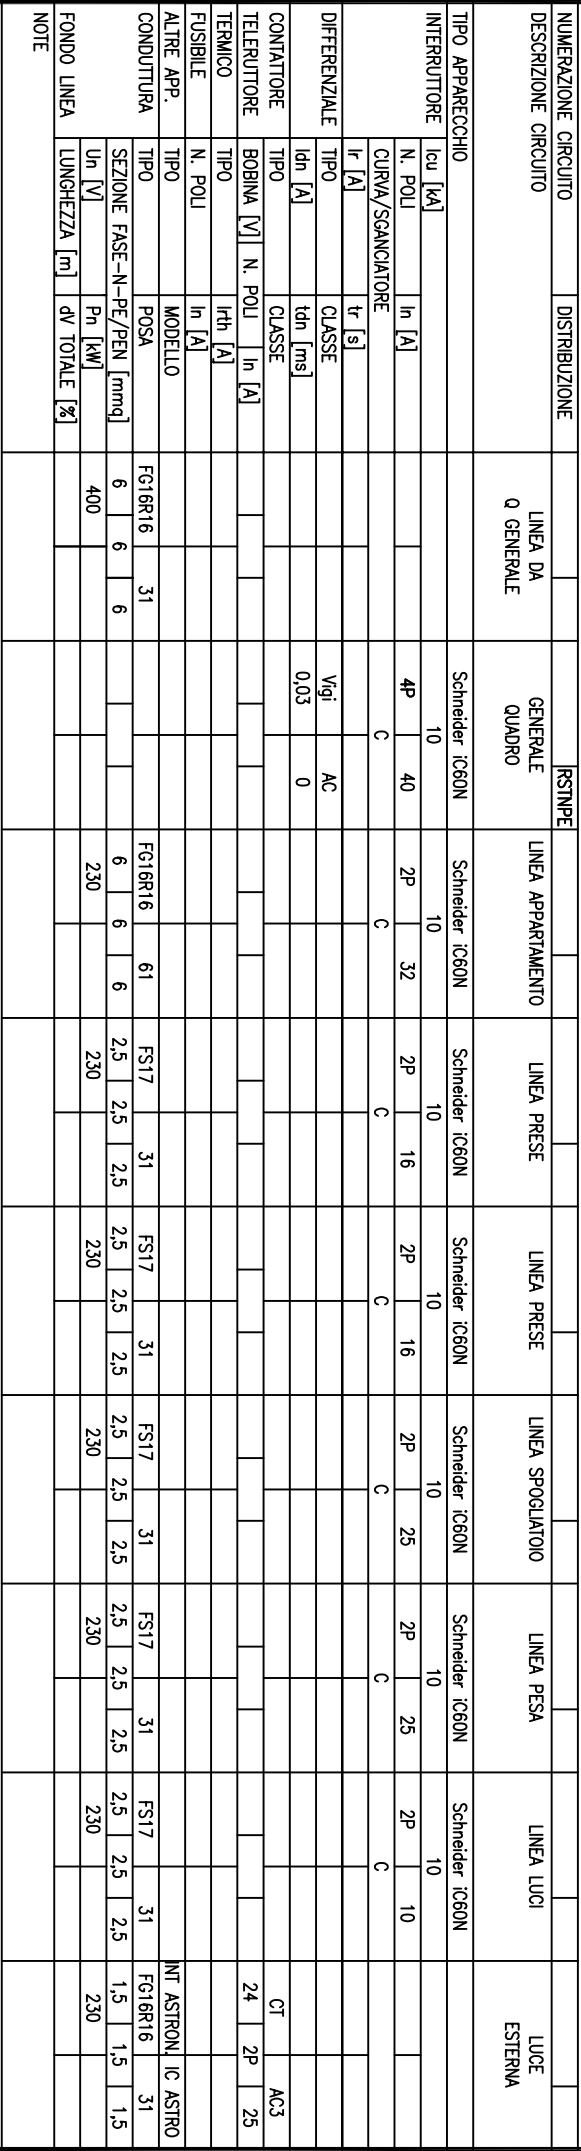 NUMERAZIONE CIRCUITO DISTRIBUZIONE RSTNPE
DESCRIZIONE CIRCUITO LINEA DA Q GENERALE GENERALE QUADRO LINEA APPARTAMENTO LINEA PRESE LINEA PRESE LINEA SPOGLIATOIO LINEA PESA LINEA LUCI LUCE ESTERNA
TIPO APPARECCHIO Schneider iC60N Schneider iC60N Schneider iC60N Schneider iC60N Schneider iC60N Schneider iC60N Schneider iC60N
INTERRUTTORE Icu [kA] 10 10 10 10 10 10 10
N. POLI In [A] 4P 40 2P 32 2P 16 2P 16 2P 25 2P 25 2P 10
CURVA/SGANCIATORE C C C C C C C
Ir [A] tr [s]
DIFFERENZIALE TIPO CLASSE Vigi AC
Idn [A] tdn [ms] 0,03 0
CONTATTORE TIPO CLASSE CT AC3
TELERUTTORE BOBINA [V] N. POLI In [A] 24 2P 25
TERMICO TIPO Irth [A]
FUSIBILE N. POLI In [A]
ALTRE APP. TIPO MODELLO INT ASTRON. IC ASTRO
CONDUTTURA TIPO POSA FG16R16 31 FG16R16 61 FS17 31 FS17 31 FS17 31 FS17 31 FS17 31 FG16R16 31
SEZIONE FASE-N-PE/PEN [mmq] 6 6 6 6 6 6 2,5 2,5 2,5 2,5 2,5 2,5 2,5 2,5 2,5 2,5 2,5 2,5 2,5 2,5 2,5 1,5 1,5 1,5
Un [V] Pn [kW] 400 230 230 230 230 230 230 230
FONDO LINEA LUNGHEZZA [m] dV TOTALE [%]
NOTE